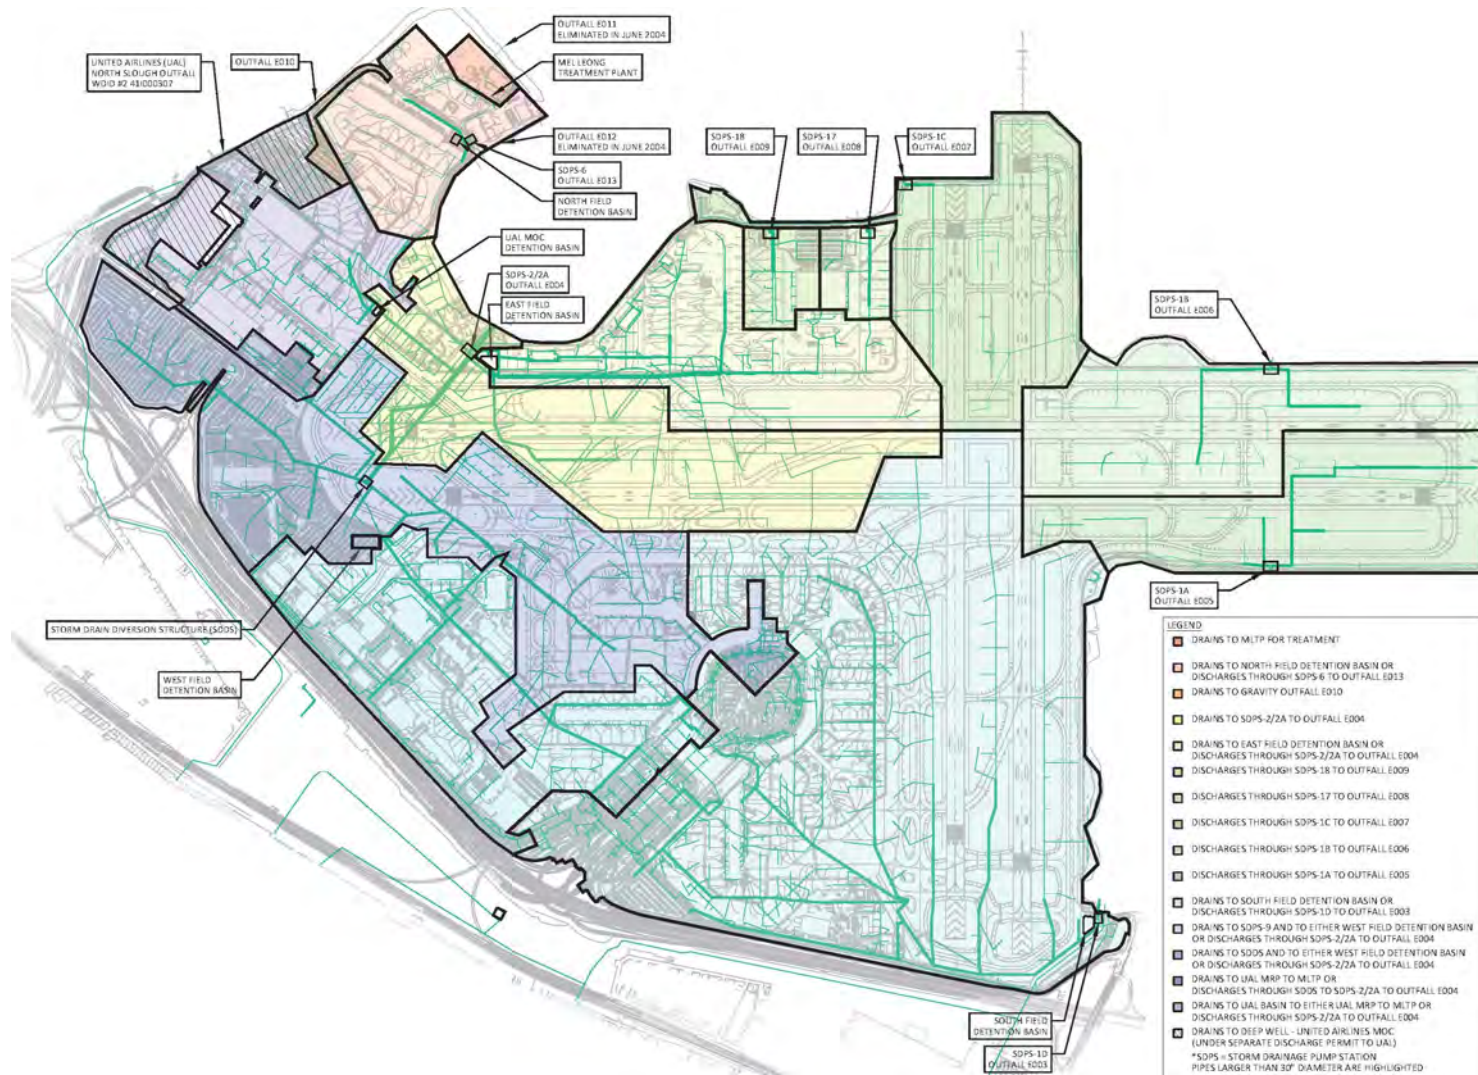 OUTFALL E011
ELIMINATED IN JUNE 2004
UNITED AIRLINES (UAL)
NORTH SLOUGH OUTFALL
WDID #2 41I000307
OUTFALL E010
MEL LEONG
TREATMENT PLANT
OUTFALL E012
ELIMINATED IN JUNE 2004
SDPS-6
OUTFALL E013
NORTH FIELD
DETENTION BASIN
SDPS-18
OUTFALL E009
SDPS-17
OUTFALL E008
SDPS-1C
OUTFALL E007
UAL MOC
DETENTION BASIN
SDPS-2/2A
OUTFALL E004
EAST FIELD
DETENTION BASIN
SDPS-1B
OUTFALL E006
SDPS-1A
OUTFALL E005
STORM DRAIN DIVERSION STRUCTURE (SDDS)
WEST FIELD
DETENTION BASIN
SOUTH FIELD
DETENTION BASIN
SDPS-1D
OUTFALL E003
LEGEND
DRAINS TO MLTP FOR TREATMENT
DRAINS TO NORTH FIELD DETENTION BASIN OR
DISCHARGES THROUGH SDPS-6 TO OUTFALL E013
DRAINS TO GRAVITY OUTFALL E010
DRAINS TO SDPS-2/2A TO OUTFALL E004
DRAINS TO EAST FIELD DETENTION BASIN OR
DISCHARGES THROUGH SDPS-2/2A TO OUTFALL E004
DISCHARGES THROUGH SDPS-18 TO OUTFALL E009
DISCHARGES THROUGH SDPS-17 TO OUTFALL E008
DISCHARGES THROUGH SDPS-1C TO OUTFALL E007
DISCHARGES THROUGH SDPS-1B TO OUTFALL E006
DISCHARGES THROUGH SDPS-1A TO OUTFALL E005
DRAINS TO SOUTH FIELD DETENTION BASIN OR
DISCHARGES THROUGH SDPS-1D TO OUTFALL E003
DRAINS TO SDPS-9 AND TO EITHER WEST FIELD DETENTION BASIN
OR DISCHARGES THROUGH SDPS-2/2A TO OUTFALL E004
DRAINS TO SDDS AND TO EITHER WEST FIELD DETENTION BASIN
OR DISCHARGES THROUGH SDPS-2/2A TO OUTFALL E004
DRAINS TO UAL MRP TO MLTP OR
DISCHARGES THROUGH SDDS TO SDPS-2/2A TO OUTFALL E004
DRAINS TO UAL BASIN TO EITHER UAL MRP TO MLTP OR
DISCHARGES THROUGH SDPS-2/2A TO OUTFALL E004
DRAINS TO DEEP WELL - UNITED AIRLINES MOC
(UNDER SEPARATE DISCHARGE PERMIT TO UAL)
*SDPS = STORM DRAINAGE PUMP STATION
PIPES LARGER THAN 30" DIAMETER ARE HIGHLIGHTED